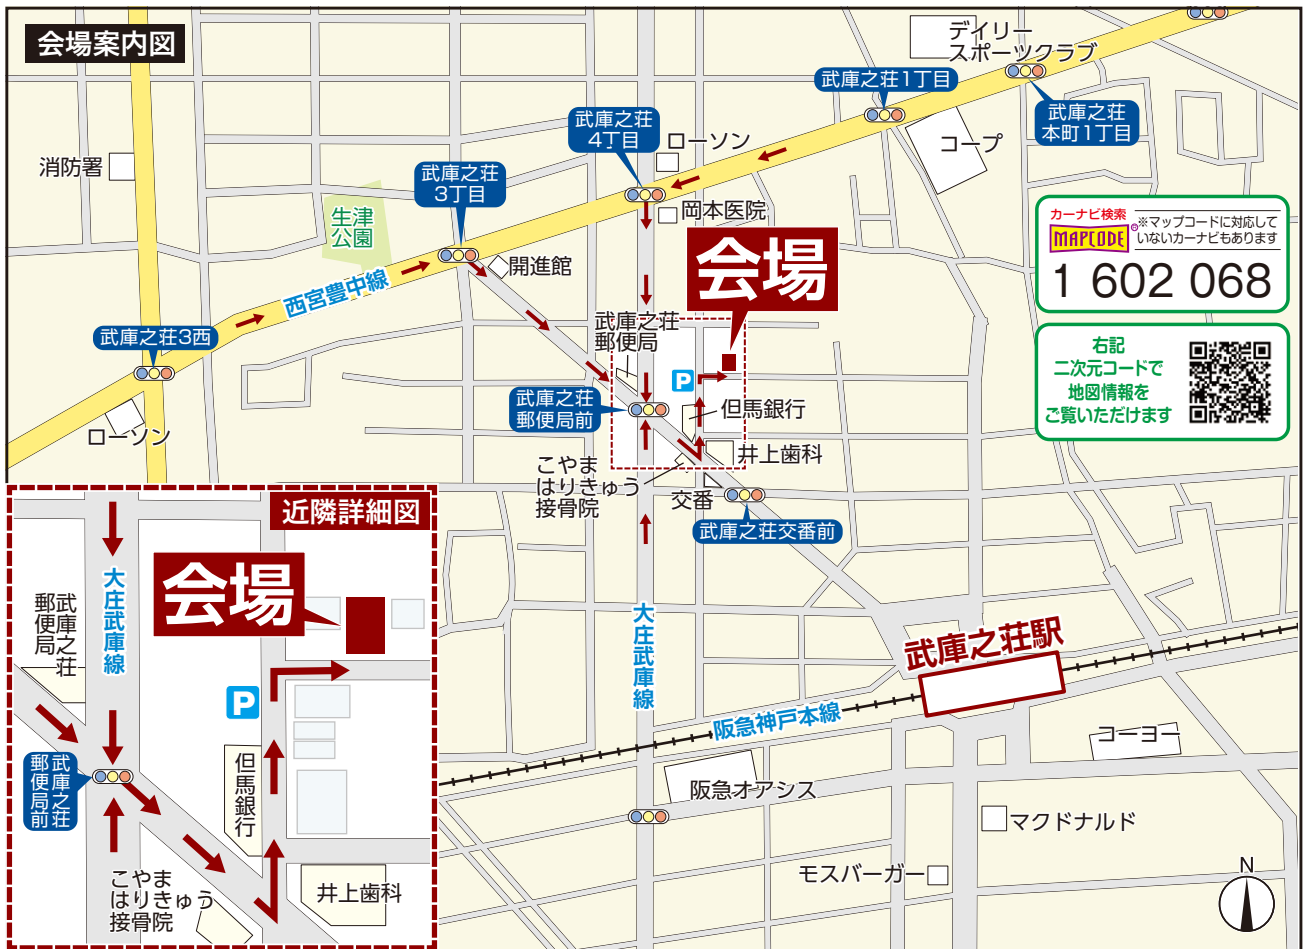 会場案内図
デイリー
スポーツクラブ
武庫之荘1丁目
武庫之荘
本町1丁目
武庫之荘
4丁目
ローソン
コープ
消防署
武庫之荘
3丁目
生津
公園
岡本医院
会場
開進館
西宮豊中線
カーナビ検索
MAPCODE
®
※マップコードに対応して
いないカーナビもあります
1 602 068
武庫之荘3西
武庫之荘
郵便局
P
右記
二次元コードで
地図情報を
ご覧いただけます
武庫之荘
郵便局前
但馬銀行
ローソン
井上歯科
こやま
はりきゅう
接骨院
交番
武庫之荘交番前
近隣詳細図
会場
大庄武庫線
武庫之荘
郵便局
P
武庫之荘
郵便局前
但馬銀行
こやま
はりきゅう
接骨院
井上歯科
大庄武庫線
武庫之荘駅
阪急神戸本線
コーヨー
阪急オアシス
マクドナルド
モスバーガー
N